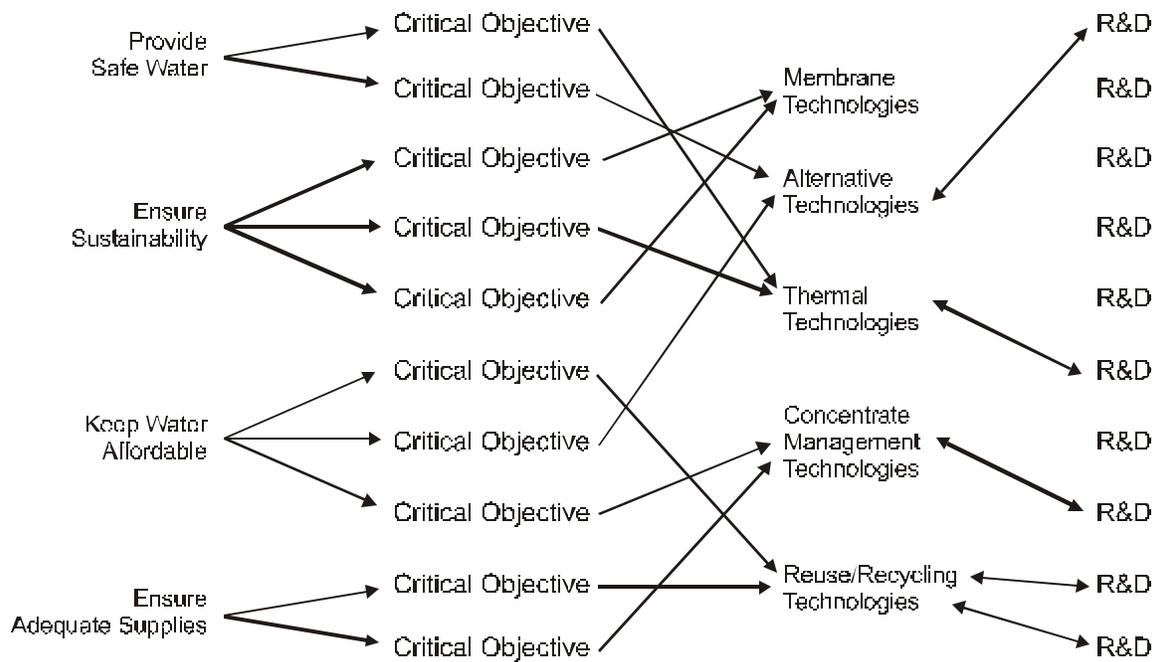 Provide
Safe Water
Ensure
Sustainability
Keep Water
Affordable
Ensure
Adequate Supplies
Critical Objective
Critical Objective
Critical Objective
Critical Objective
Critical Objective
Critical Objective
Critical Objective
Critical Objective
Critical Objective
Critical Objective
Membrane
Technologies
Alternative
Technologies
Thermal
Technologies
Concentrate
Management
Technologies
Reuse/Recycling
Technologies
R&D
R&D
R&D
R&D
R&D
R&D
R&D
R&D
R&D
R&D